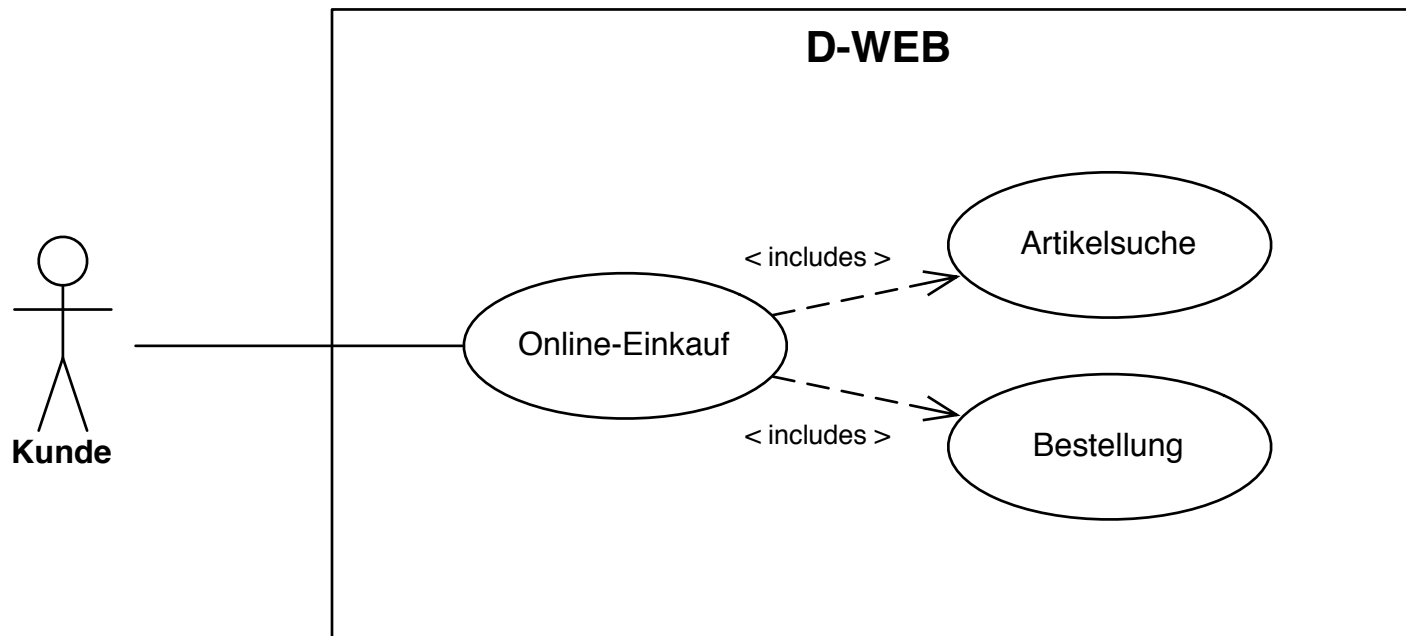 D-WEB
Artikelsuche
< includes >
Online-Einkauf
< includes >
Bestellung
Kunde